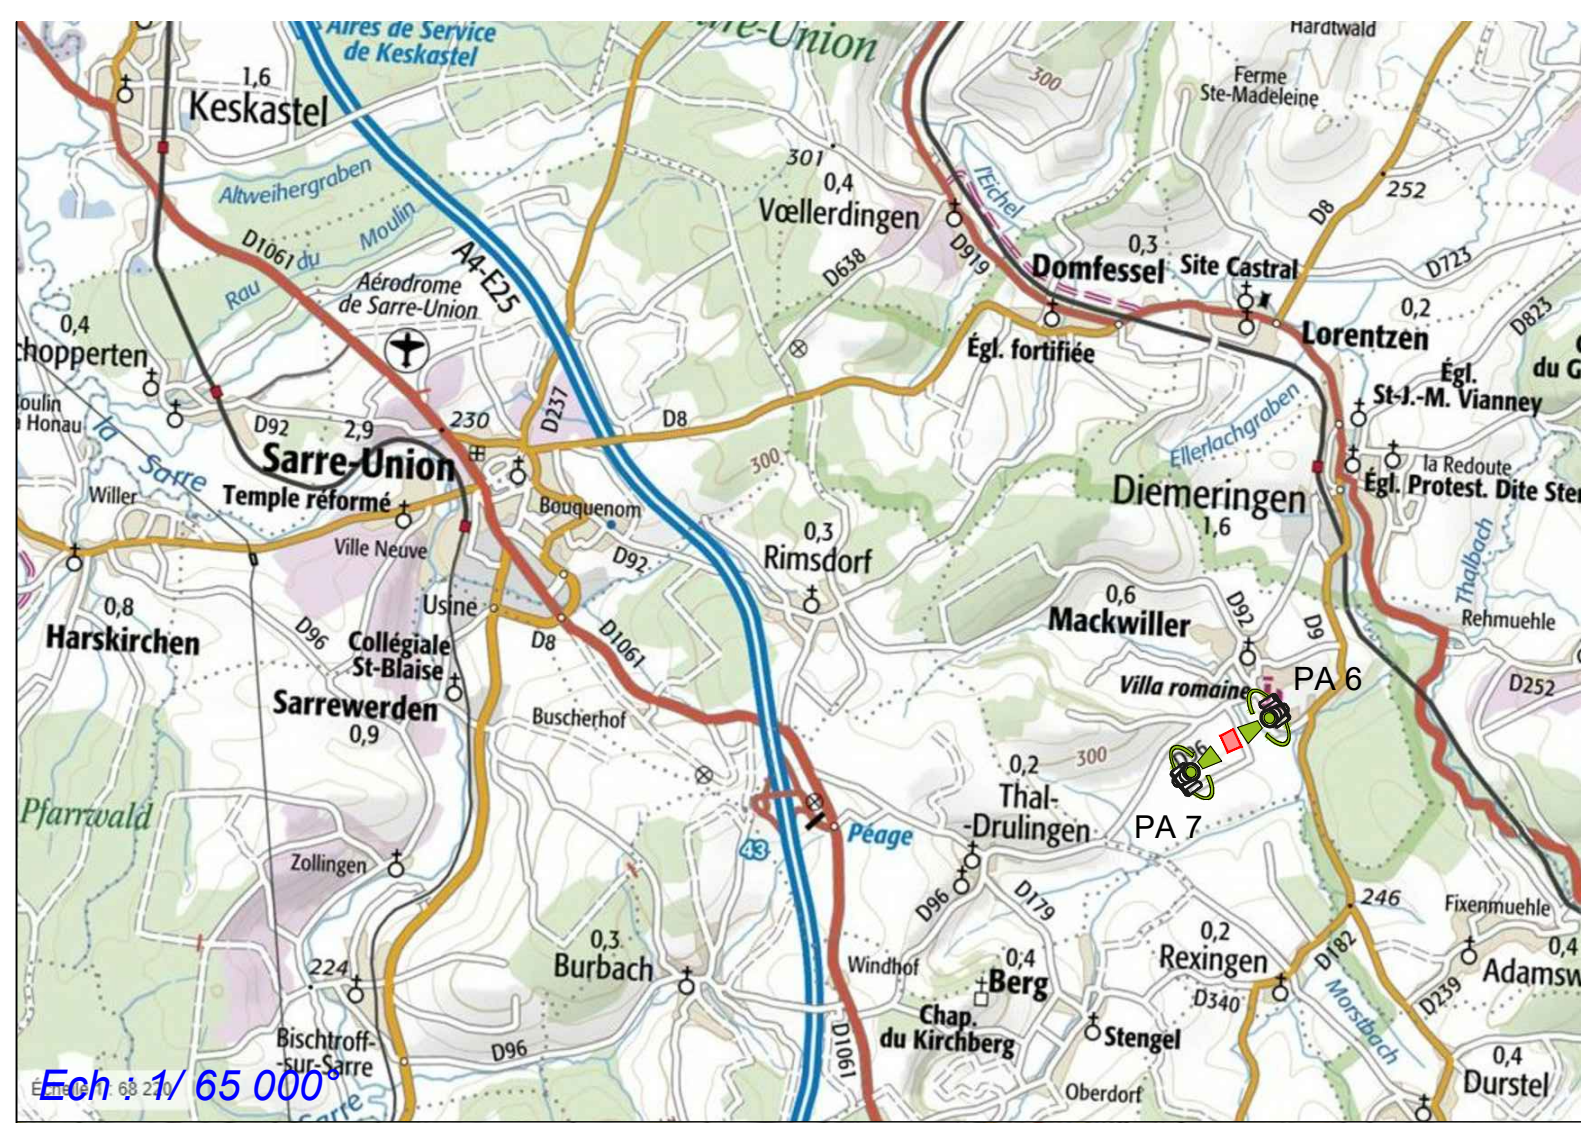 Aires de Service
de Keskastel
re-Union
Hardtwald
1,6
Keskastel
300
Ferme
Ste-Madeleine
301
0,4
Vœllerdingen
l'Eichel
252
D8
Altweihergraben
D1061
Rau du Moulin
A4-E25
Aérodrome
de Sarre-Union
D638
D919
0,3
Domfessel
Site Castral
D723
0,2
Lorentzen
D823
0,4
chopperten
Égl. fortifiée
Égl.
St-J.-M. Vianney
du G
oulin
a Honau
la Sarre
D92
2,9
230
D237
D8
Sarre-Union
300
Ellerlachgraben
la Redoute
Égl. Protest. Dite Ster
Willer
Temple réformé
Bouquenom
Diemeringen
1,6
Ville Neuve
D92
0,3
Rimsdorf
Thalbach
0,8
Harskirchen
Usine
0,6
Mackwiller
D92
D9
Rehmuehle
D96
Collégiale
St-Blaise
D8
D1061
Sarrewerden
0,9
Buscherhof
Villa romaine
PA 6
D252
Pfarrwald
300
0,2
Thal-
-Drulingen
PA 7
43
Péage
Zollingen
D96
D179
246
Fixenmuehle
0,3
Burbach
224
Windhof
0,4
Berg
0,2
Rexingen
D182
0,4
Adamsw
D340
D239
Morstbach
Chap.
du Kirchberg
Stengel
Bischtroff-
-sur-Sarre
D96
D1061
Oberdorf
0,4
Durstel
Ech : 1/ 65 000°
Sarre